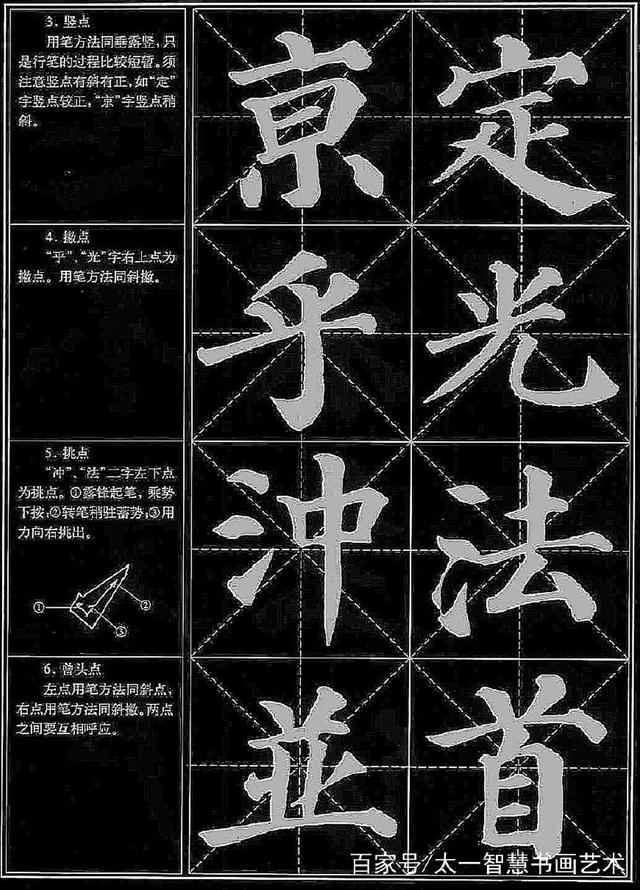 3. 竖点
用笔方法同垂露竖,只
是行笔的过程比较短暂。须
注意竖点有斜有正,如“定”
字竖点较正,“京”字竖点稍
斜。
京 定
4. 撇点
“乎”、“光”字右上点为
撇点。用笔方法同斜撇。
乎 光
5. 挑点
“冲”、“法”二字左下点
为挑点。①露锋起笔,乘势
下按;②转笔稍驻蓄势;③用
力向右挑出。
①
②
③
冲 法
6. 曾头点
左点用笔方法同斜点,
右点用笔方法同斜撇。两点
之间要互相呼应。
並 首
百家号/太一智慧书画艺术